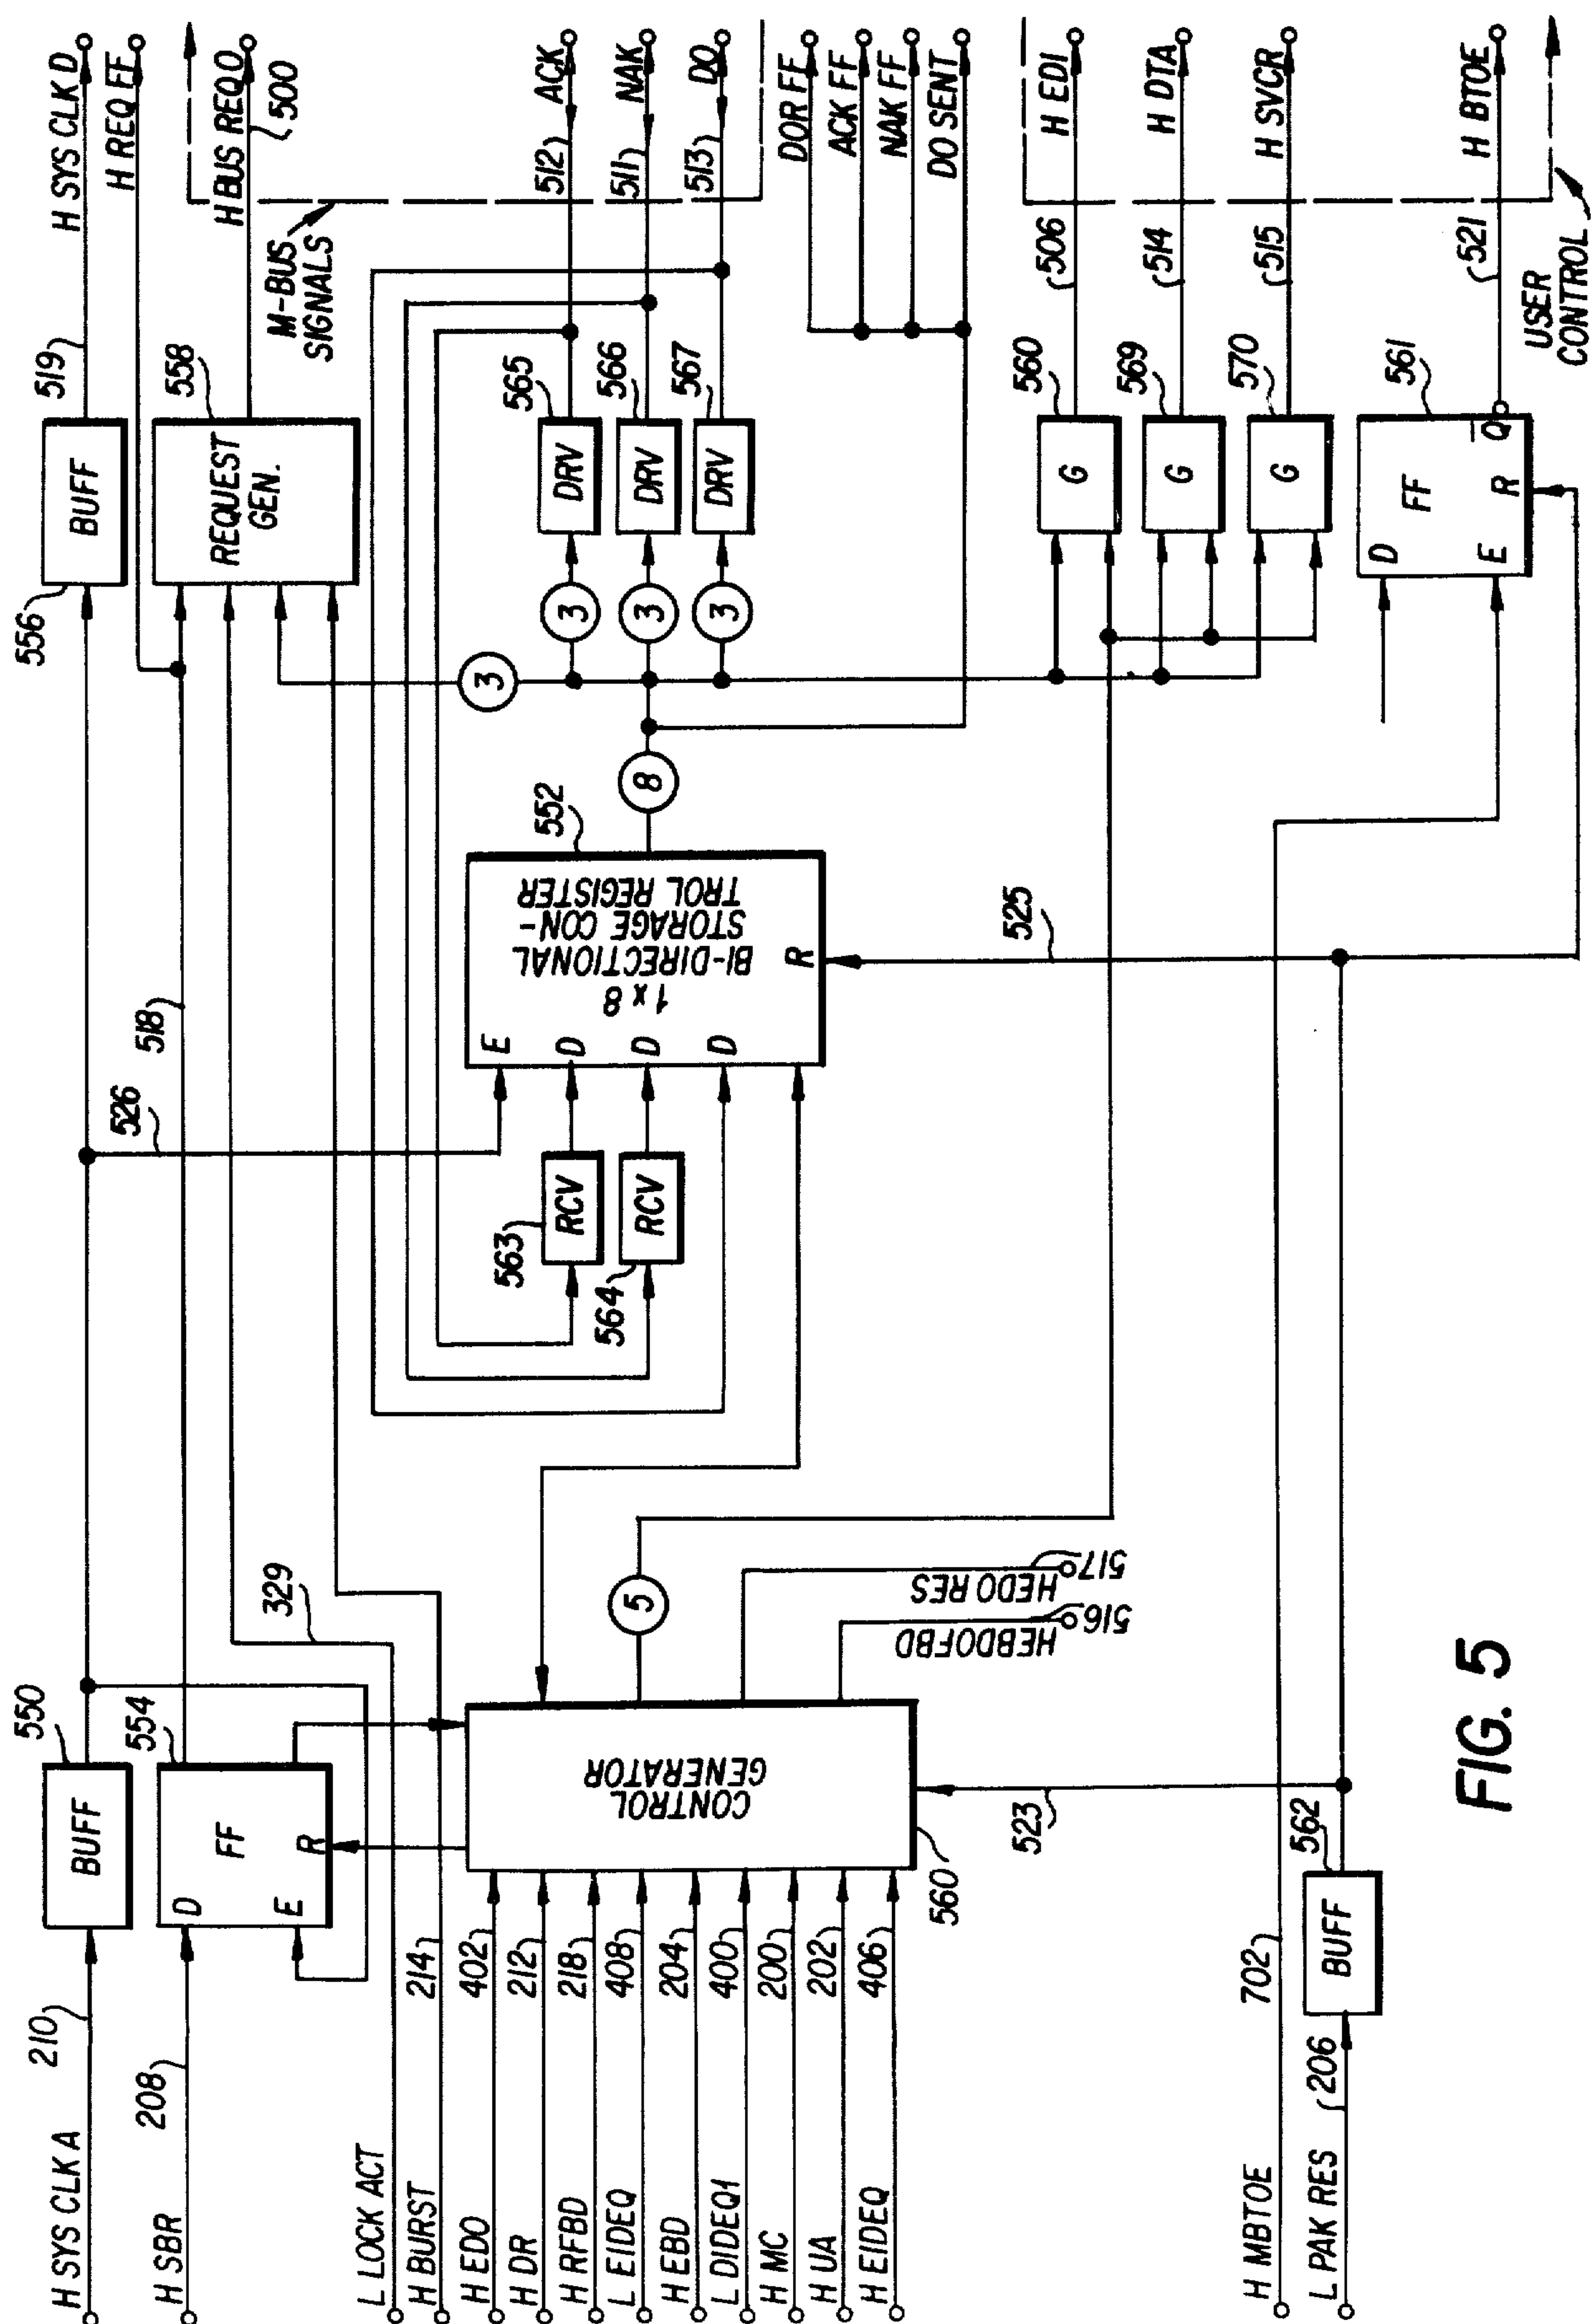 H SYS CLK A
210
BUFF
550
526
556
BUFF
519
H SYS CLK D
H SBR
208
D
FF
E
R
554
518
REQUEST
GEN.
558
H REQ FF
H BUS REQ O
500
M-BUS
SIGNALS
L LOCK ACT
329
H BURST
214
H EDO
402
H DR
212
H RFBD
218
L EIDEQ
408
H EBD
204
L DIDEQ1
400
H MC
200
H UA
202
H EIDEQ
406
CONTROL
GENERATOR
560
523
5
HEDO RES
517
HEBDOFBD
516
563
RCV
564
RCV
E
D
D
D
R
1 x 8
BI-DIRECTIONAL
STORAGE CON-
TROL REGISTER
552
525
8
3
3
3
3
DRV
565
DRV
566
DRV
567
512
ACK
511
NAK
513
DO
DOR FF
ACK FF
NAK FF
DO SENT
G
560
506
H EDI
G
569
514
H DTA
G
570
515
H SVCR
H MBTOE
702
D
FF
E
R
Q
561
521
H BTOE
USER
CONTROL
L PAK RES
206
BUFF
562
FIG. 5